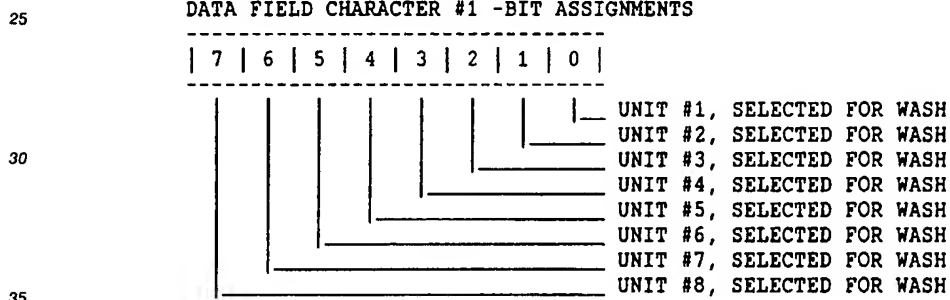 25 DATA FIELD CHARACTER #1 -BIT ASSIGNMENTS
| 7 | 6 | 5 | 4 | 3 | 2 | 1 | 0 |
UNIT #1, SELECTED FOR WASH
UNIT #2, SELECTED FOR WASH
30 UNIT #3, SELECTED FOR WASH
UNIT #4, SELECTED FOR WASH
UNIT #5, SELECTED FOR WASH
UNIT #6, SELECTED FOR WASH
UNIT #7, SELECTED FOR WASH
35 UNIT #8, SELECTED FOR WASH